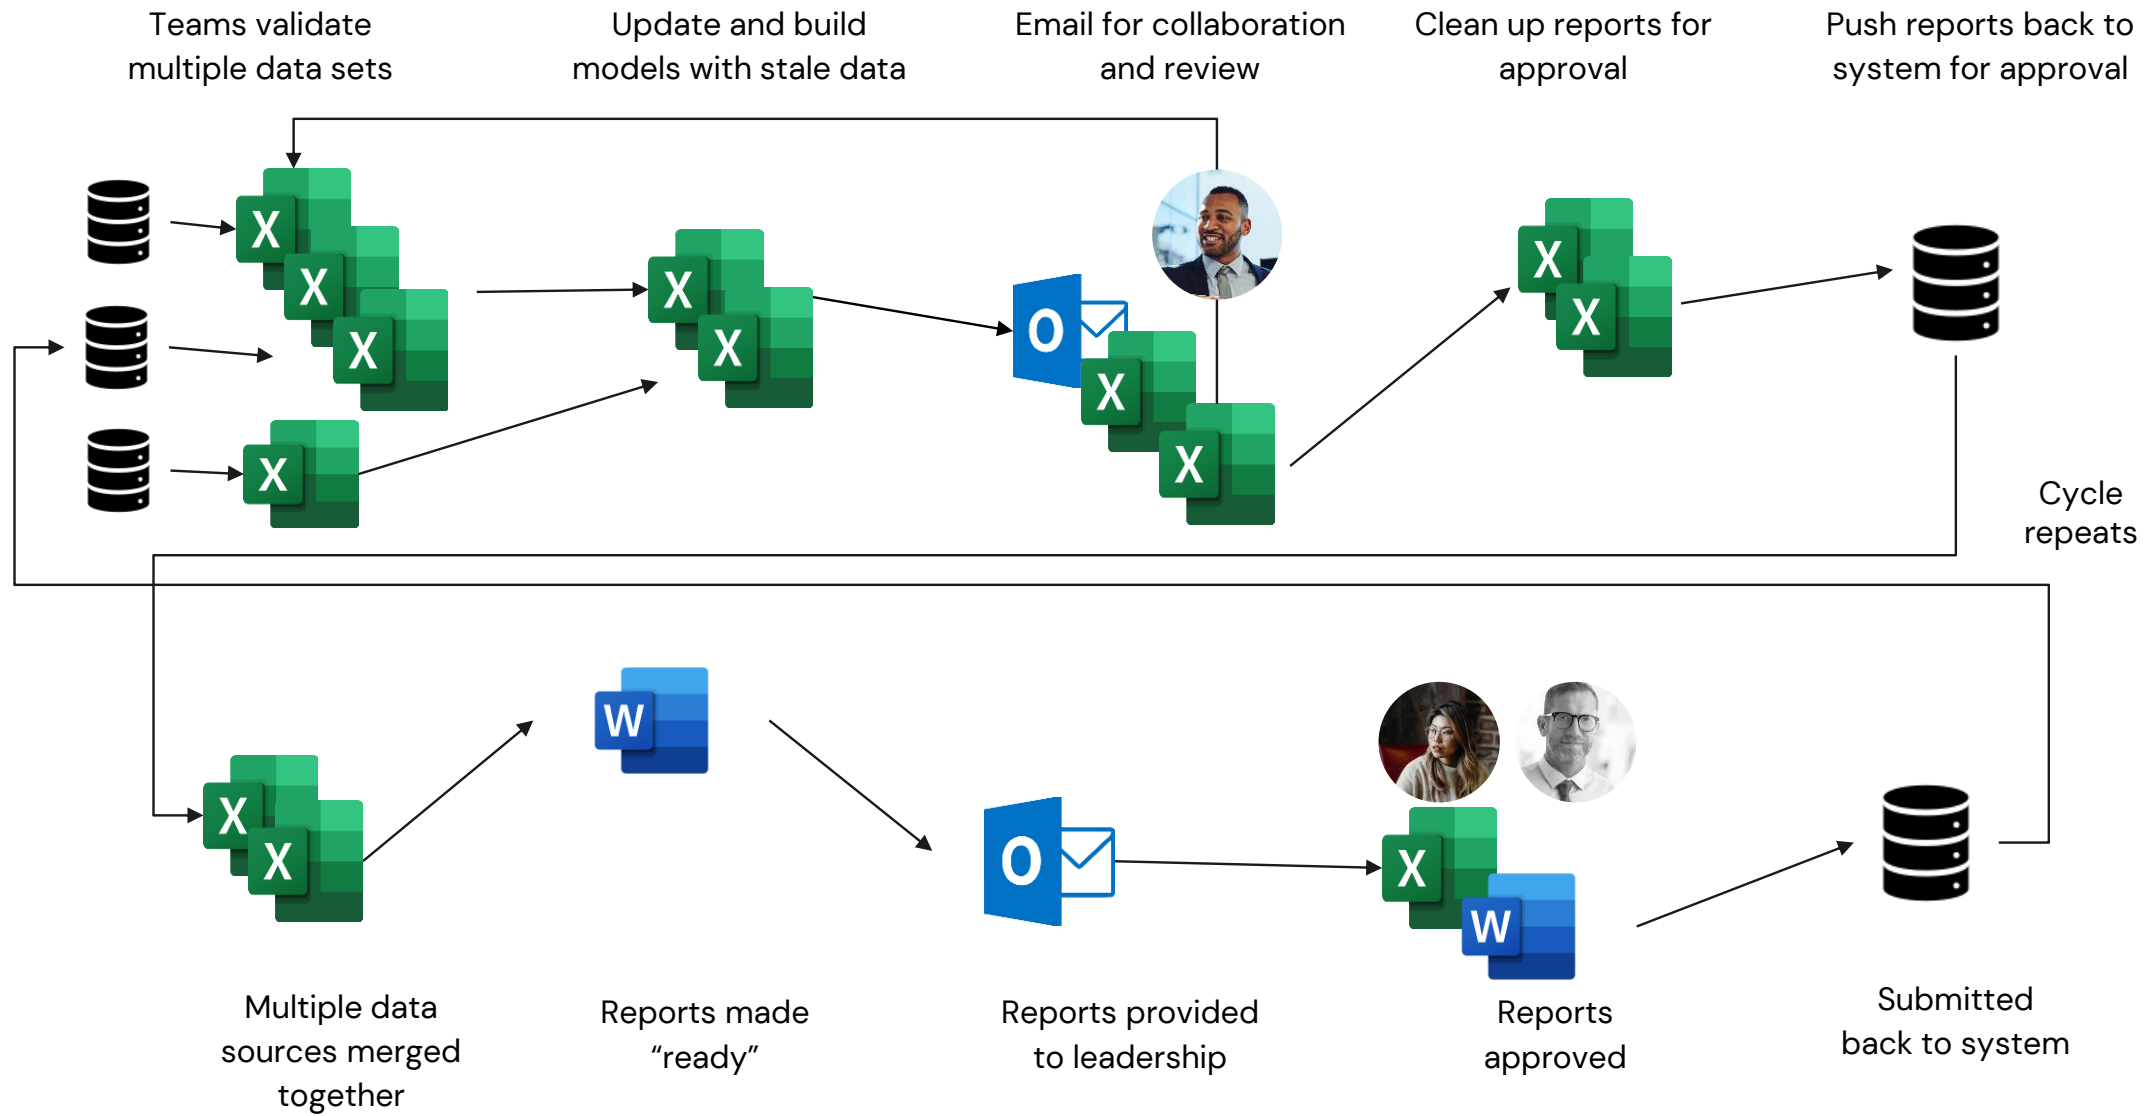 Teams validate
multiple data sets
Update and build
models with stale data
Email for collaboration
and review
Clean up reports for
approval
Push reports back to
system for approval
X
X
X
X
X
X
O
X
X
X
X
Cycle
repeats
X
X
W
O
X
W
Multiple data
sources merged
together
Reports made
“ready”
Reports provided
to leadership
Reports
approved
Submitted
back to system